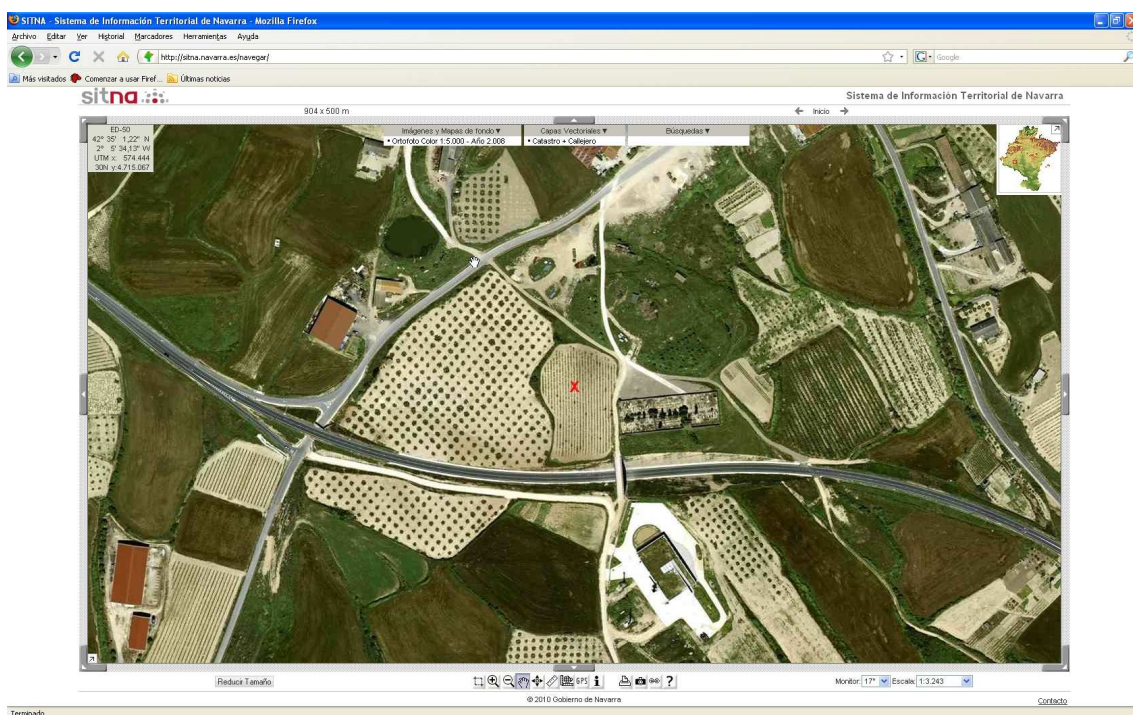 SITNA - Sistema de Información Territorial de Navarra - Mozilla Firefox
Archivo Editar Ver Historial Marcadores Herramientas Ayuda
http://sitna.navarra.es/navegar/
Google
Más visitados Comenzar a usar Firef... Últimas noticias
sitna
Sistema de Información Territorial de Navarra
904 x 500 m
Inicio
ED-50
42° 35' 1,22" N
2° 5' 34,13" W
UTM x: 574.444
30N y:4.715.067
Imágenes y Mapas de fondo ▼ Capas Vectoriales ▼ Búsquedas ▼
• Ortofoto Color 1:5.000 - Año 2.008 • Catastro + Callejero
X
Reducir Tamaño
GPS i ?
Monitor: 17" Escala: 1:3.243
© 2010 Gobierno de Navarra
Contacto
Terminado